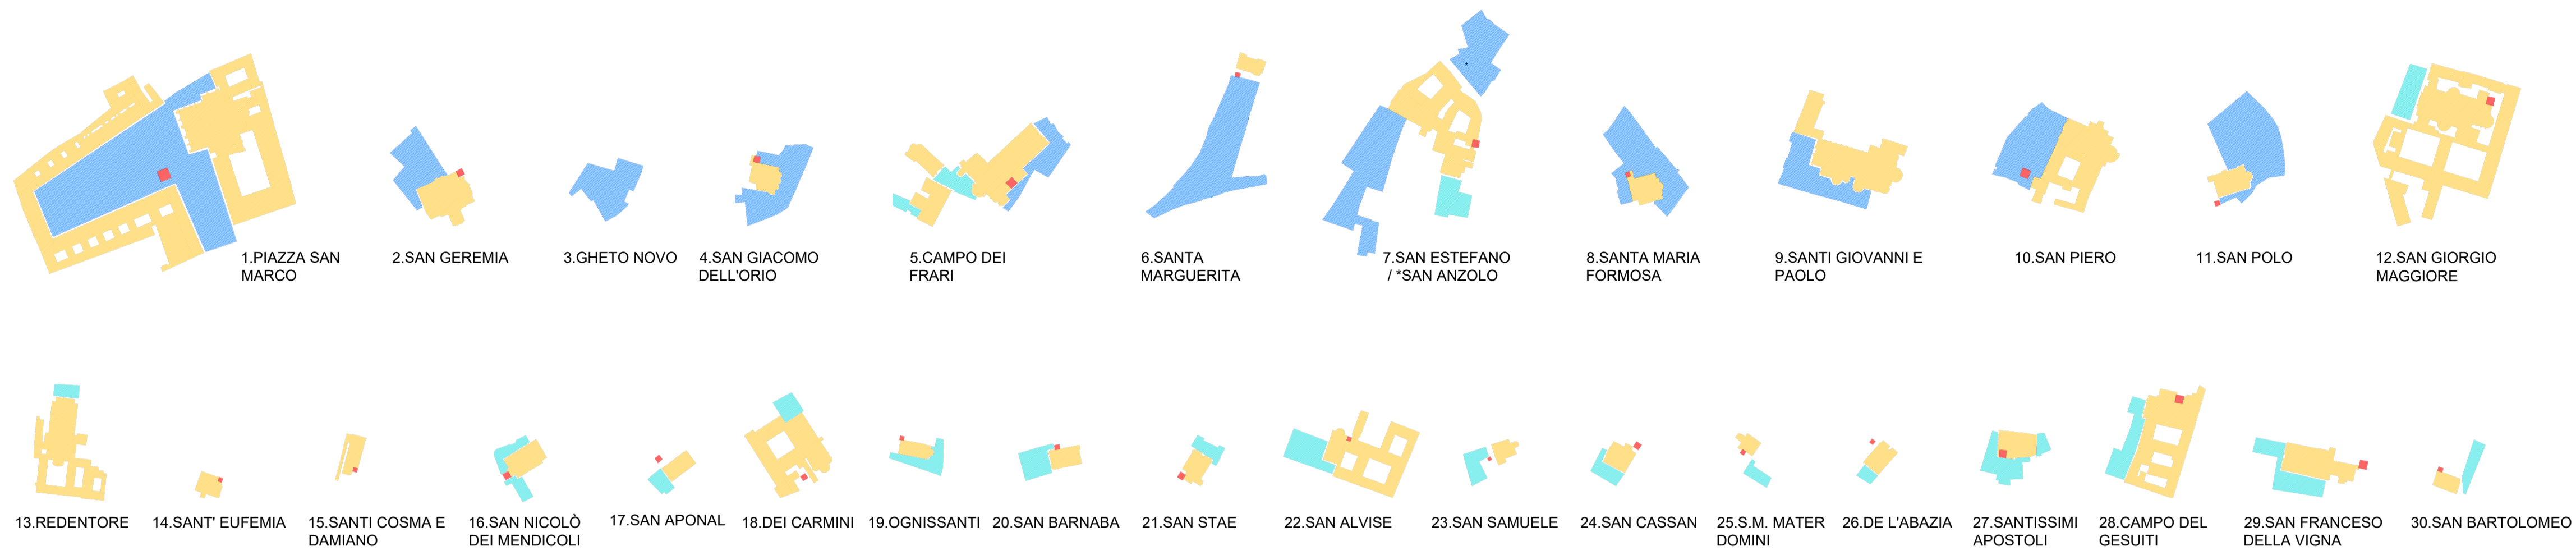 1.PIAZZA SAN
MARCO
2.SAN GEREMIA
3.GHETO NOVO
4.SAN GIACOMO
DELL'ORIO
5.CAMPO DEI
FRARI
6.SANTA
MARGUERITA
7.SAN ESTEFANO
/ *SAN ANZOLO
8.SANTA MARIA
FORMOSA
9.SANTI GIOVANNI E
PAOLO
10.SAN PIERO
11.SAN POLO
12.SAN GIORGIO
MAGGIORE
13.REDENTORE
14.SANT' EUFEMIA
15.SANTI COSMA E
DAMIANO
16.SAN NICOLÒ
DEI MENDICOLI
17.SAN APONAL
18.DEI CARMINI
19.OGNISSANTI
20.SAN BARNABA
21.SAN STAE
22.SAN ALVISE
23.SAN SAMUELE
24.SAN CASSAN
25.S.M. MATER
DOMINI
26.DE L'ABAZIA
27.SANTISSIMI
APOSTOLI
28.CAMPO DEL
GESUITI
29.SAN FRANCESO
DELLA VIGNA
30.SAN BARTOLOMEO